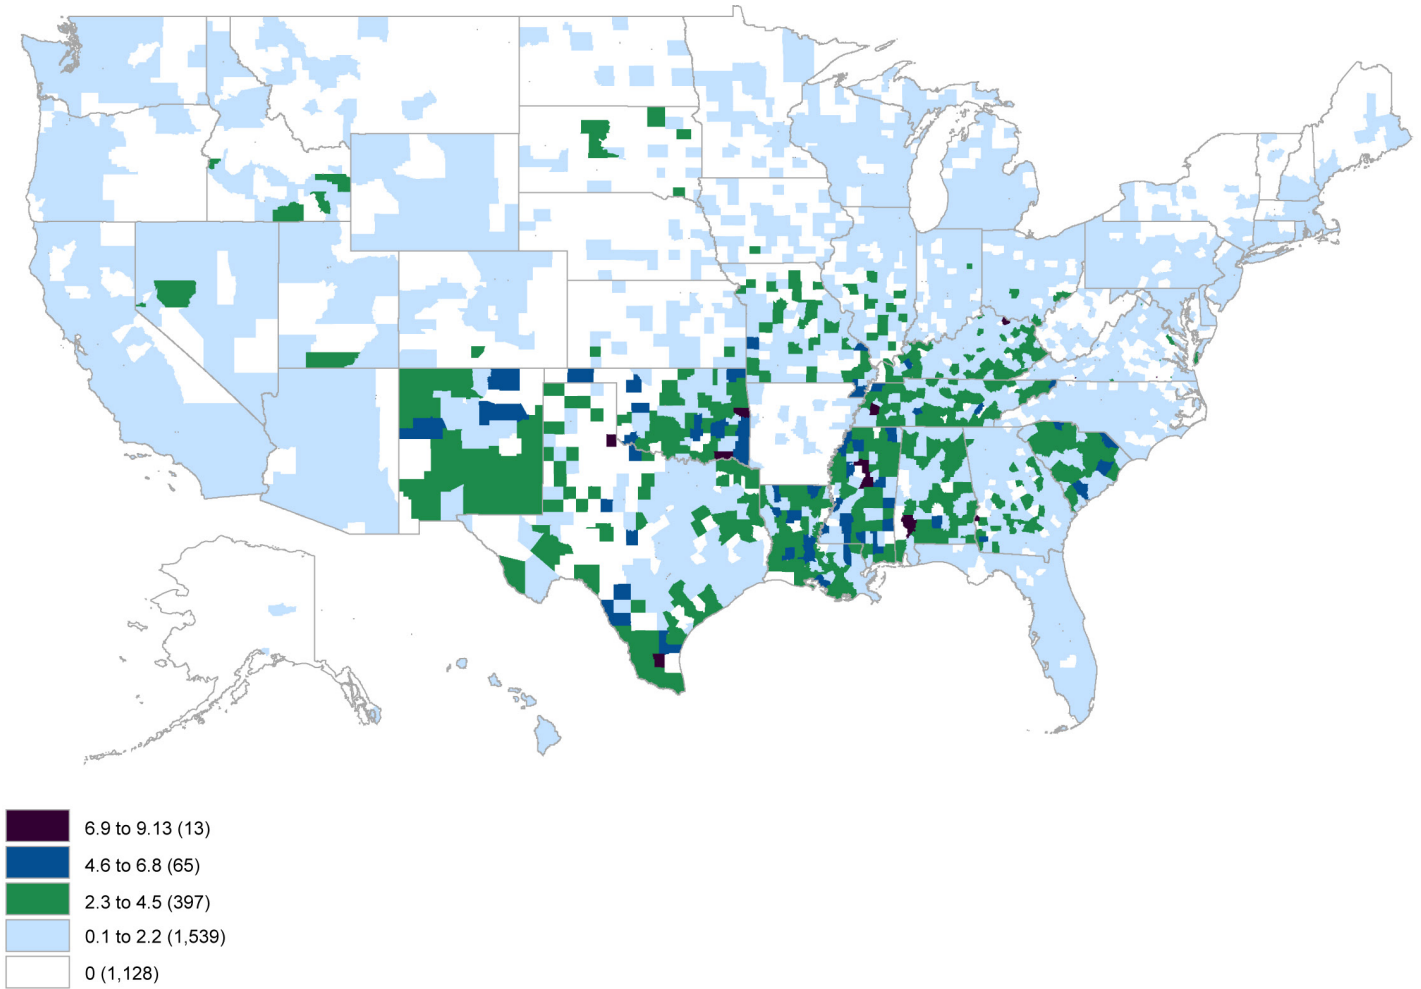 6.9 to 9.13 (13)
4.6 to 6.8 (65)
2.3 to 4.5 (397)
0.1 to 2.2 (1,539)
0 (1,128)